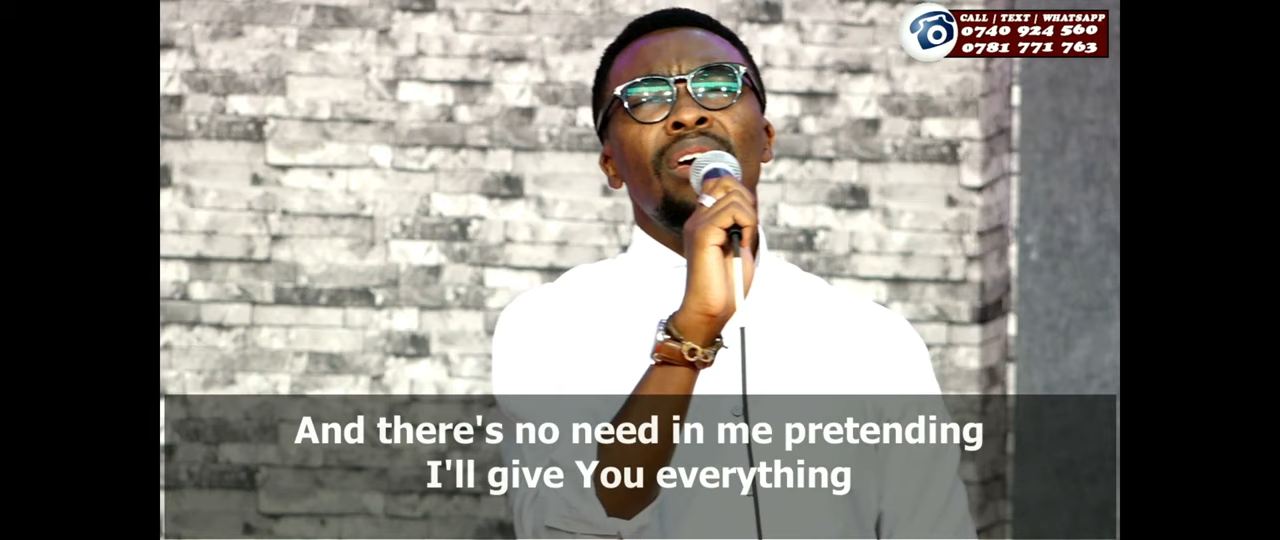 CALL | TEXT | WHATSAPP
0740 924 560
0781 771 763
And there's no need in me pretending
I'll give You everything